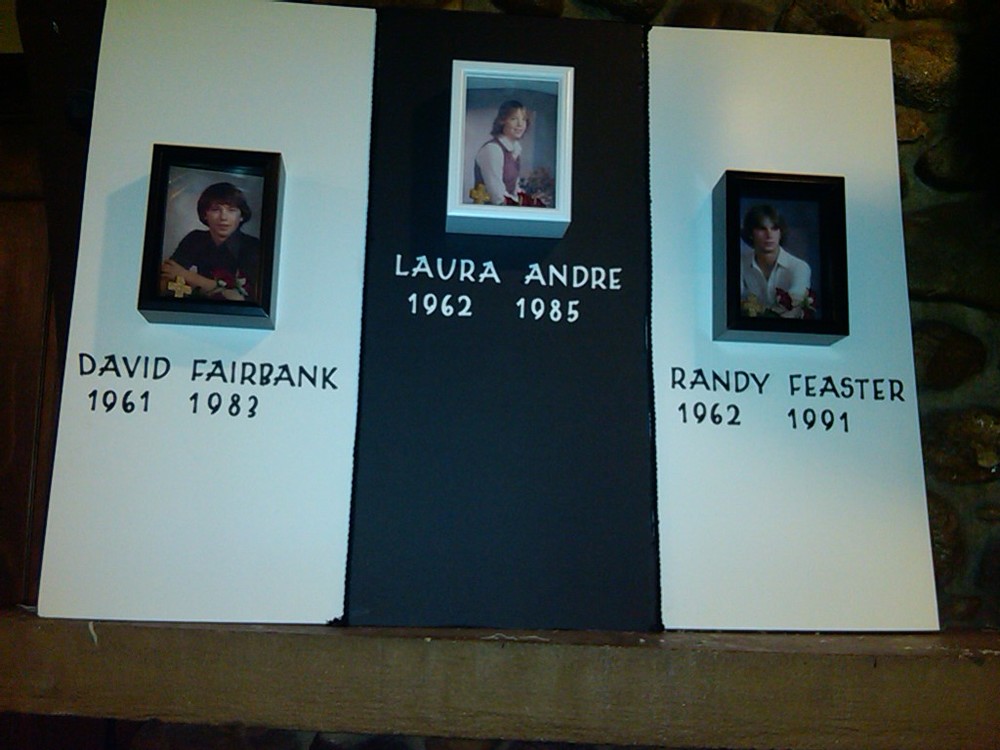 DAVID FAIRBANK
1961 1983
LAURA ANDRE
1962 1985
RANDY FEASTER
1962 1991